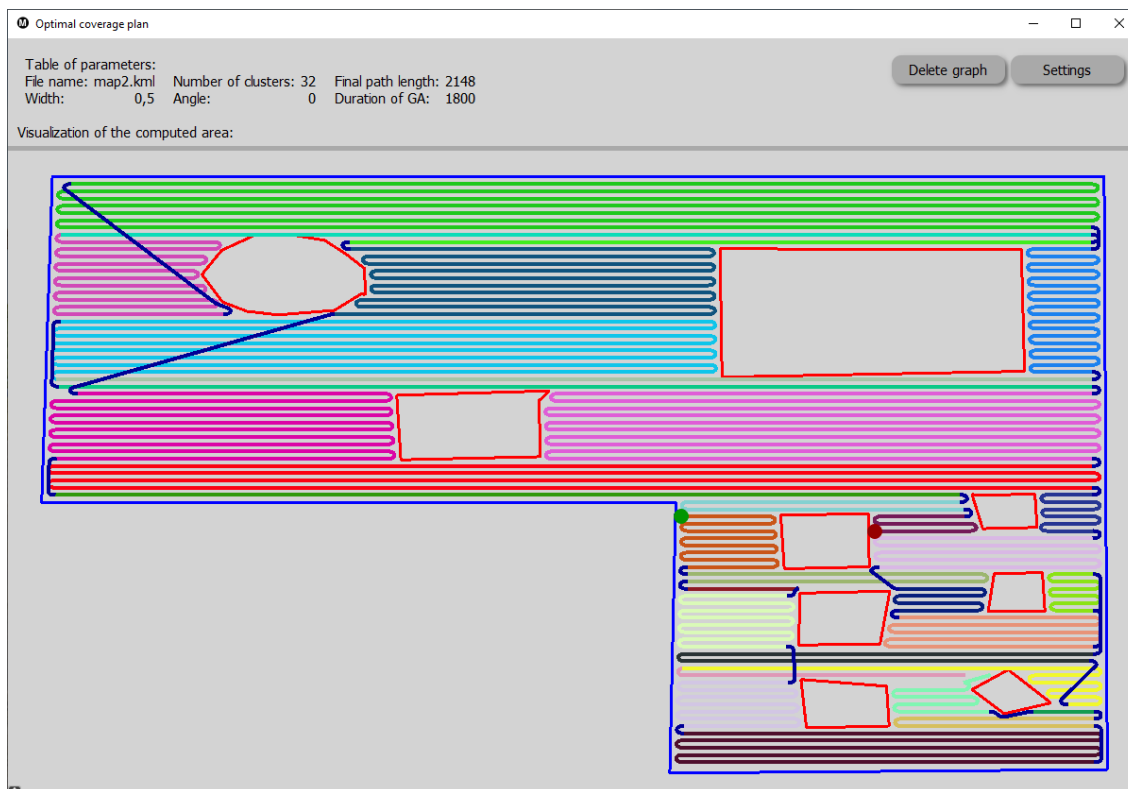 Optimal coverage plan
Table of parameters:
File name: map2.kml Number of clusters: 32 Final path length: 2148
Width: 0,5 Angle: 0 Duration of GA: 1800
Delete graph Settings
Visualization of the computed area: